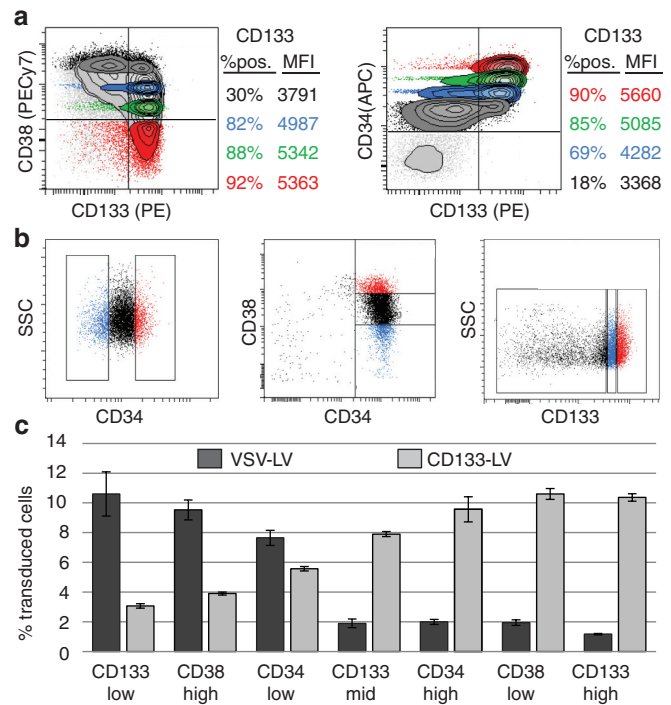 a
CD38 (PECy7)
CD133 (PE)
CD133
%pos. MFI
30% 3791
82% 4987
88% 5342
92% 5363
CD34(APC)
CD133 (PE)
CD133
%pos. MFI
90% 5660
85% 5085
69% 4282
18% 3368
b
SSC
CD34
CD38
CD34
SSC
CD133
c
% transduced cells
14
12
10
8
6
4
2
0
VSV-LV
CD133-LV
CD133 low
CD38 high
CD34 low
CD133 mid
CD34 high
CD38 low
CD133 high